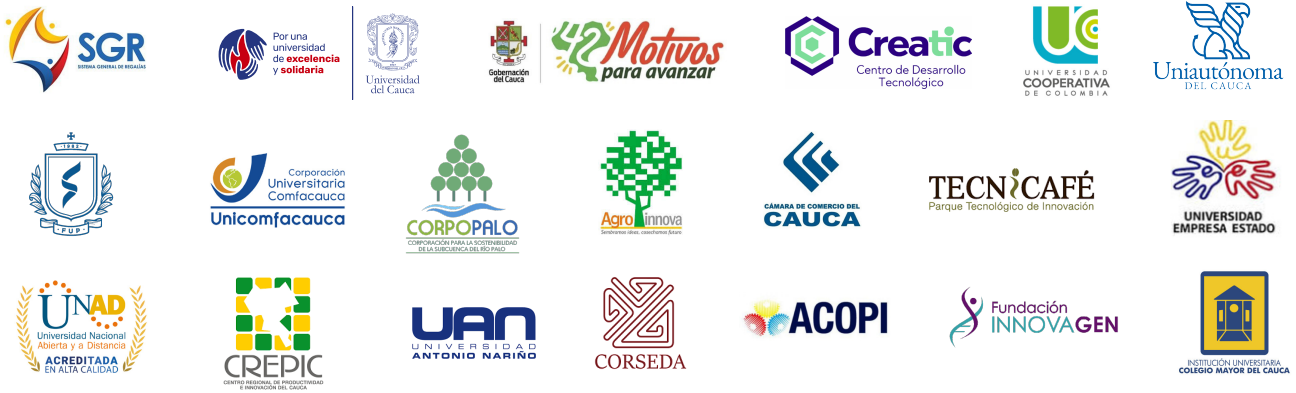 SGR
SISTEMA GENERAL DE REGALÍAS
Por una
universidad
de excelencia
y solidaria
Universidad
del Cauca
Gobernación
del Cauca
42 Motivos
para avanzar
Creatic
Centro de Desarrollo
Tecnológico
UC
UNIVERSIDAD
COOPERATIVA
DE COLOMBIA
Uniautónoma
DEL CAUCA
1982
FUP
Corporación
Universitaria
Comfacauca
Unicomfacauca
CORPOPALO
CORPORACIÓN PARA LA SOSTENIBILIDAD
DE LA SUBCUENCA DEL RÍO PALO
Agroinnova
Sembramos ideas, cosechamos futuro
CÁMARA DE COMERCIO DEL
CAUCA
TECNiCAFÉ
Parque Tecnológico de Innovación
UNIVERSIDAD
EMPRESA ESTADO
UNAD
Universidad Nacional
Abierta y a Distancia
ACREDITADA
EN ALTA CALIDAD
CREPIC
CENTRO REGIONAL DE PRODUCTIVIDAD
E INNOVACIÓN DEL CAUCA
UAN
UNIVERSIDAD
ANTONIO NARIÑO
CORSEDA
ACOPI
Fundación
INNOVAGEN
INSTITUCIÓN UNIVERSITARIA
COLEGIO MAYOR DEL CAUCA